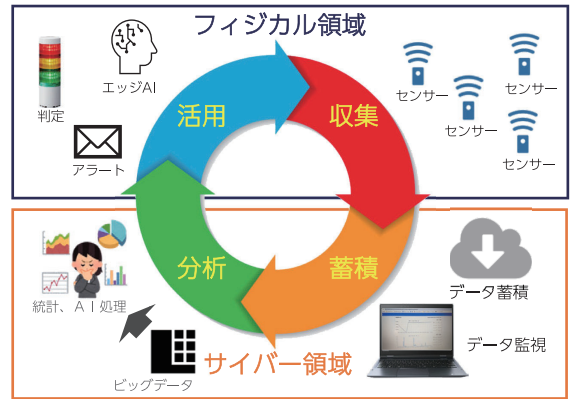 フィジカル領域
エッジAI
判定
アラート
活用
収集
センサー
センサー
センサー
センサー
分析
蓄積
統計、AI処理
ビッグデータ
サイバー領域
データ蓄積
データ監視